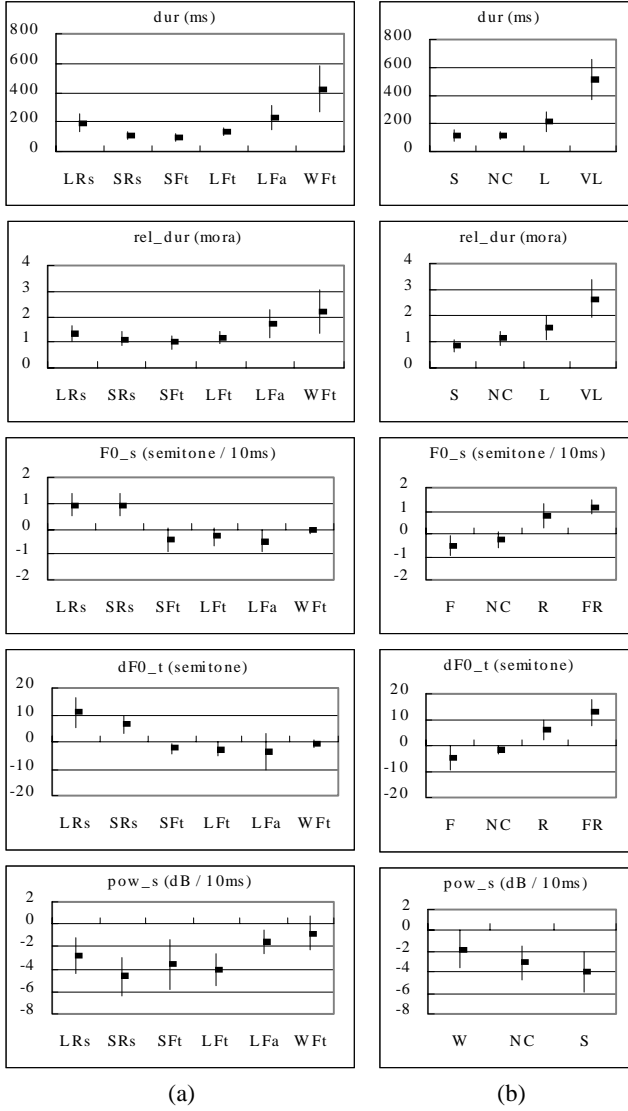 dur (ms)
800
600
400
200
0
LRs SRs SFt LFt LFa WFt
rel_dur (mora)
4
3
2
1
0
LRs SRs SFt LFt LFa WFt
F0_s (semitone / 10ms)
2
1
0
-1
-2
LRs SRs SFt LFt LFa WFt
dF0_t (semitone)
20
10
0
-10
-20
LRs SRs SFt LFt LFa WFt
pow_s (dB / 10ms)
2
0
-2
-4
-6
-8
LRs SRs SFt LFt LFa WFt
(a)
dur (ms)
800
600
400
200
0
S NC L VL
rel_dur (mora)
4
3
2
1
0
S NC L VL
F0_s (semitone / 10ms)
2
1
0
-1
-2
F NC R FR
dF0_t (semitone)
20
10
0
-10
-20
F NC R FR
pow_s (dB / 10ms)
2
0
-2
-4
-6
-8
W NC S
(b)